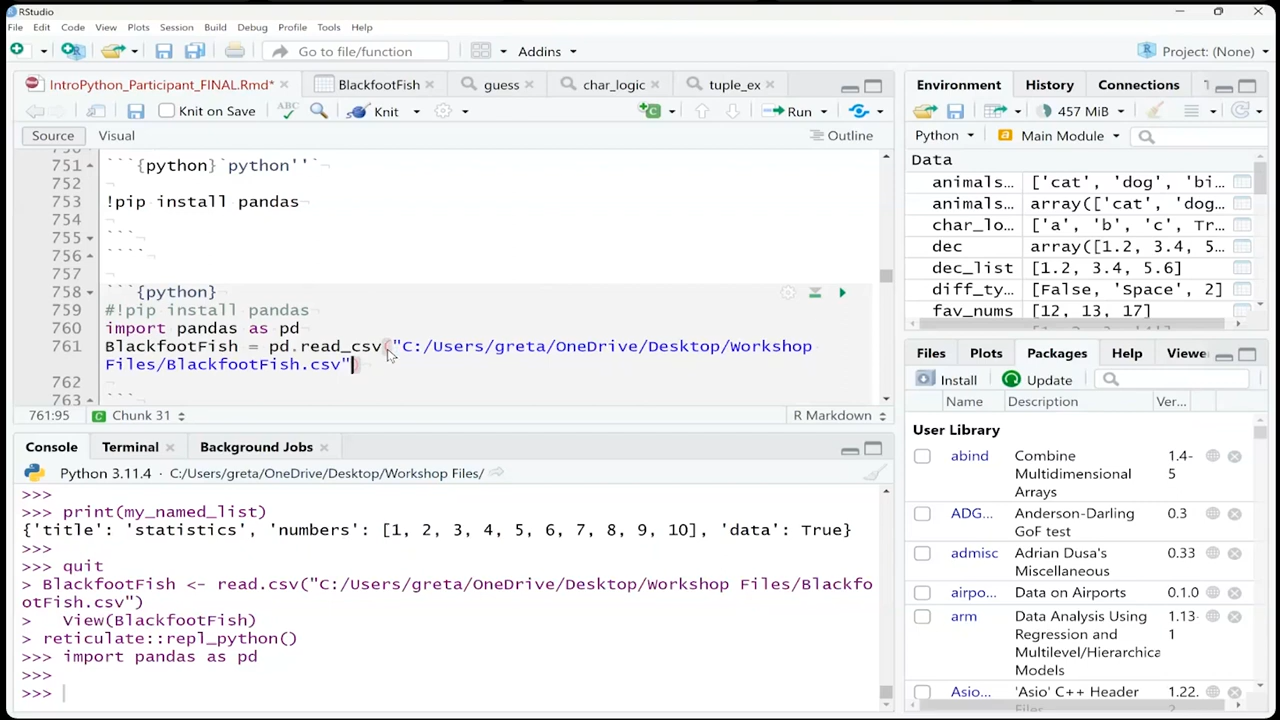 RStudio
File Edit Code View Plots Session Build Debug Profile Tools Help
Go to file/function Addins Project: (None)
IntroPython_Participant_FINAL.Rmd* BlackfootFish guess char_logic tuple_ex
Knit on Save ABC Knit Run
Source Visual Outline
751 ```{python}`python''`
752
753 !pip install pandas
754
755 ```
756 ````
757
758 ```{python}
759 #!pip install pandas
760 import pandas as pd
761 BlackfootFish = pd.read_csv("C:/Users/greta/OneDrive/Desktop/Workshop
Files/BlackfootFish.csv")
762
763 ```
761:95 Chunk 31 R Markdown
Console Terminal Background Jobs
Python 3.11.4 · C:/Users/greta/OneDrive/Desktop/Workshop Files/
>>>
>>> print(my_named_list)
{'title': 'statistics', 'numbers': [1, 2, 3, 4, 5, 6, 7, 8, 9, 10], 'data': True}
>>>
>>> quit
> BlackfootFish <- read.csv("C:/Users/greta/OneDrive/Desktop/Workshop Files/Blackfo
otFish.csv")
> View(BlackfootFish)
> reticulate::repl_python()
>>> import pandas as pd
>>>
>>>
Environment History Connections
457 MiB
Python Main Module
Data
animals… ['cat', 'dog', 'bi…
animals… array(['cat', 'dog…
char_lo… ['a', 'b', 'c', Tr…
dec array([1.2, 3.4, 5…
dec_list [1.2, 3.4, 5.6]
diff_ty… [False, 'Space', 2]
fav_nums [12, 13, 17]
Files Plots Packages Help Viewe
Install Update
Name Description Ver…
User Library
abind Combine Multidimensional Arrays 1.4-5
ADG… Anderson-Darling GoF test 0.3
admisc Adrian Dusa's Miscellaneous 0.33
airpo… Data on Airports 0.1.0
arm Data Analysis Using Regression and Multilevel/Hierarchica Models 1.13-1
Asio… 'Asio' C++ Header 1.22.